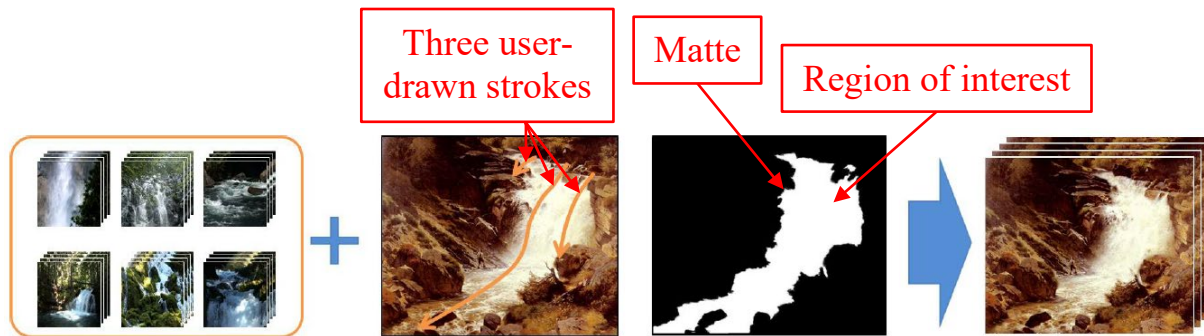 Three user-
drawn strokes
Matte
Region of interest